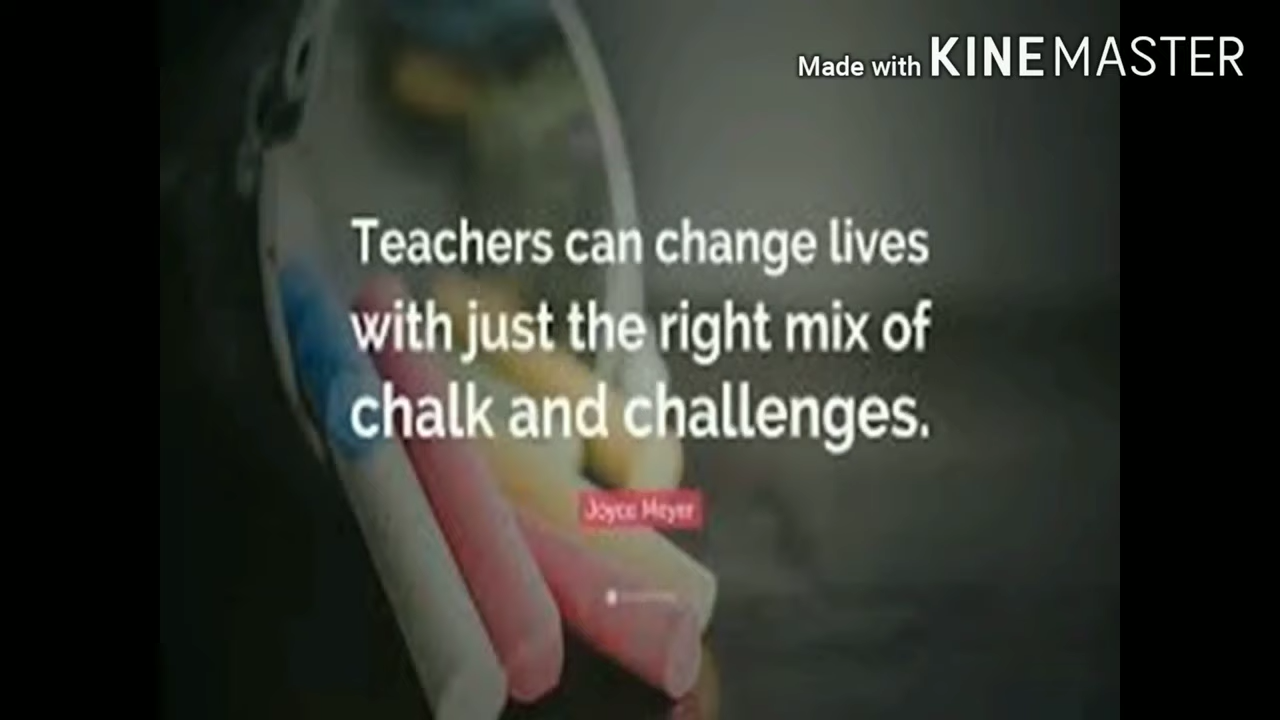 Made with KINEMASTER
Teachers can change lives
with just the right mix of
chalk and challenges.
Joyce Meyer